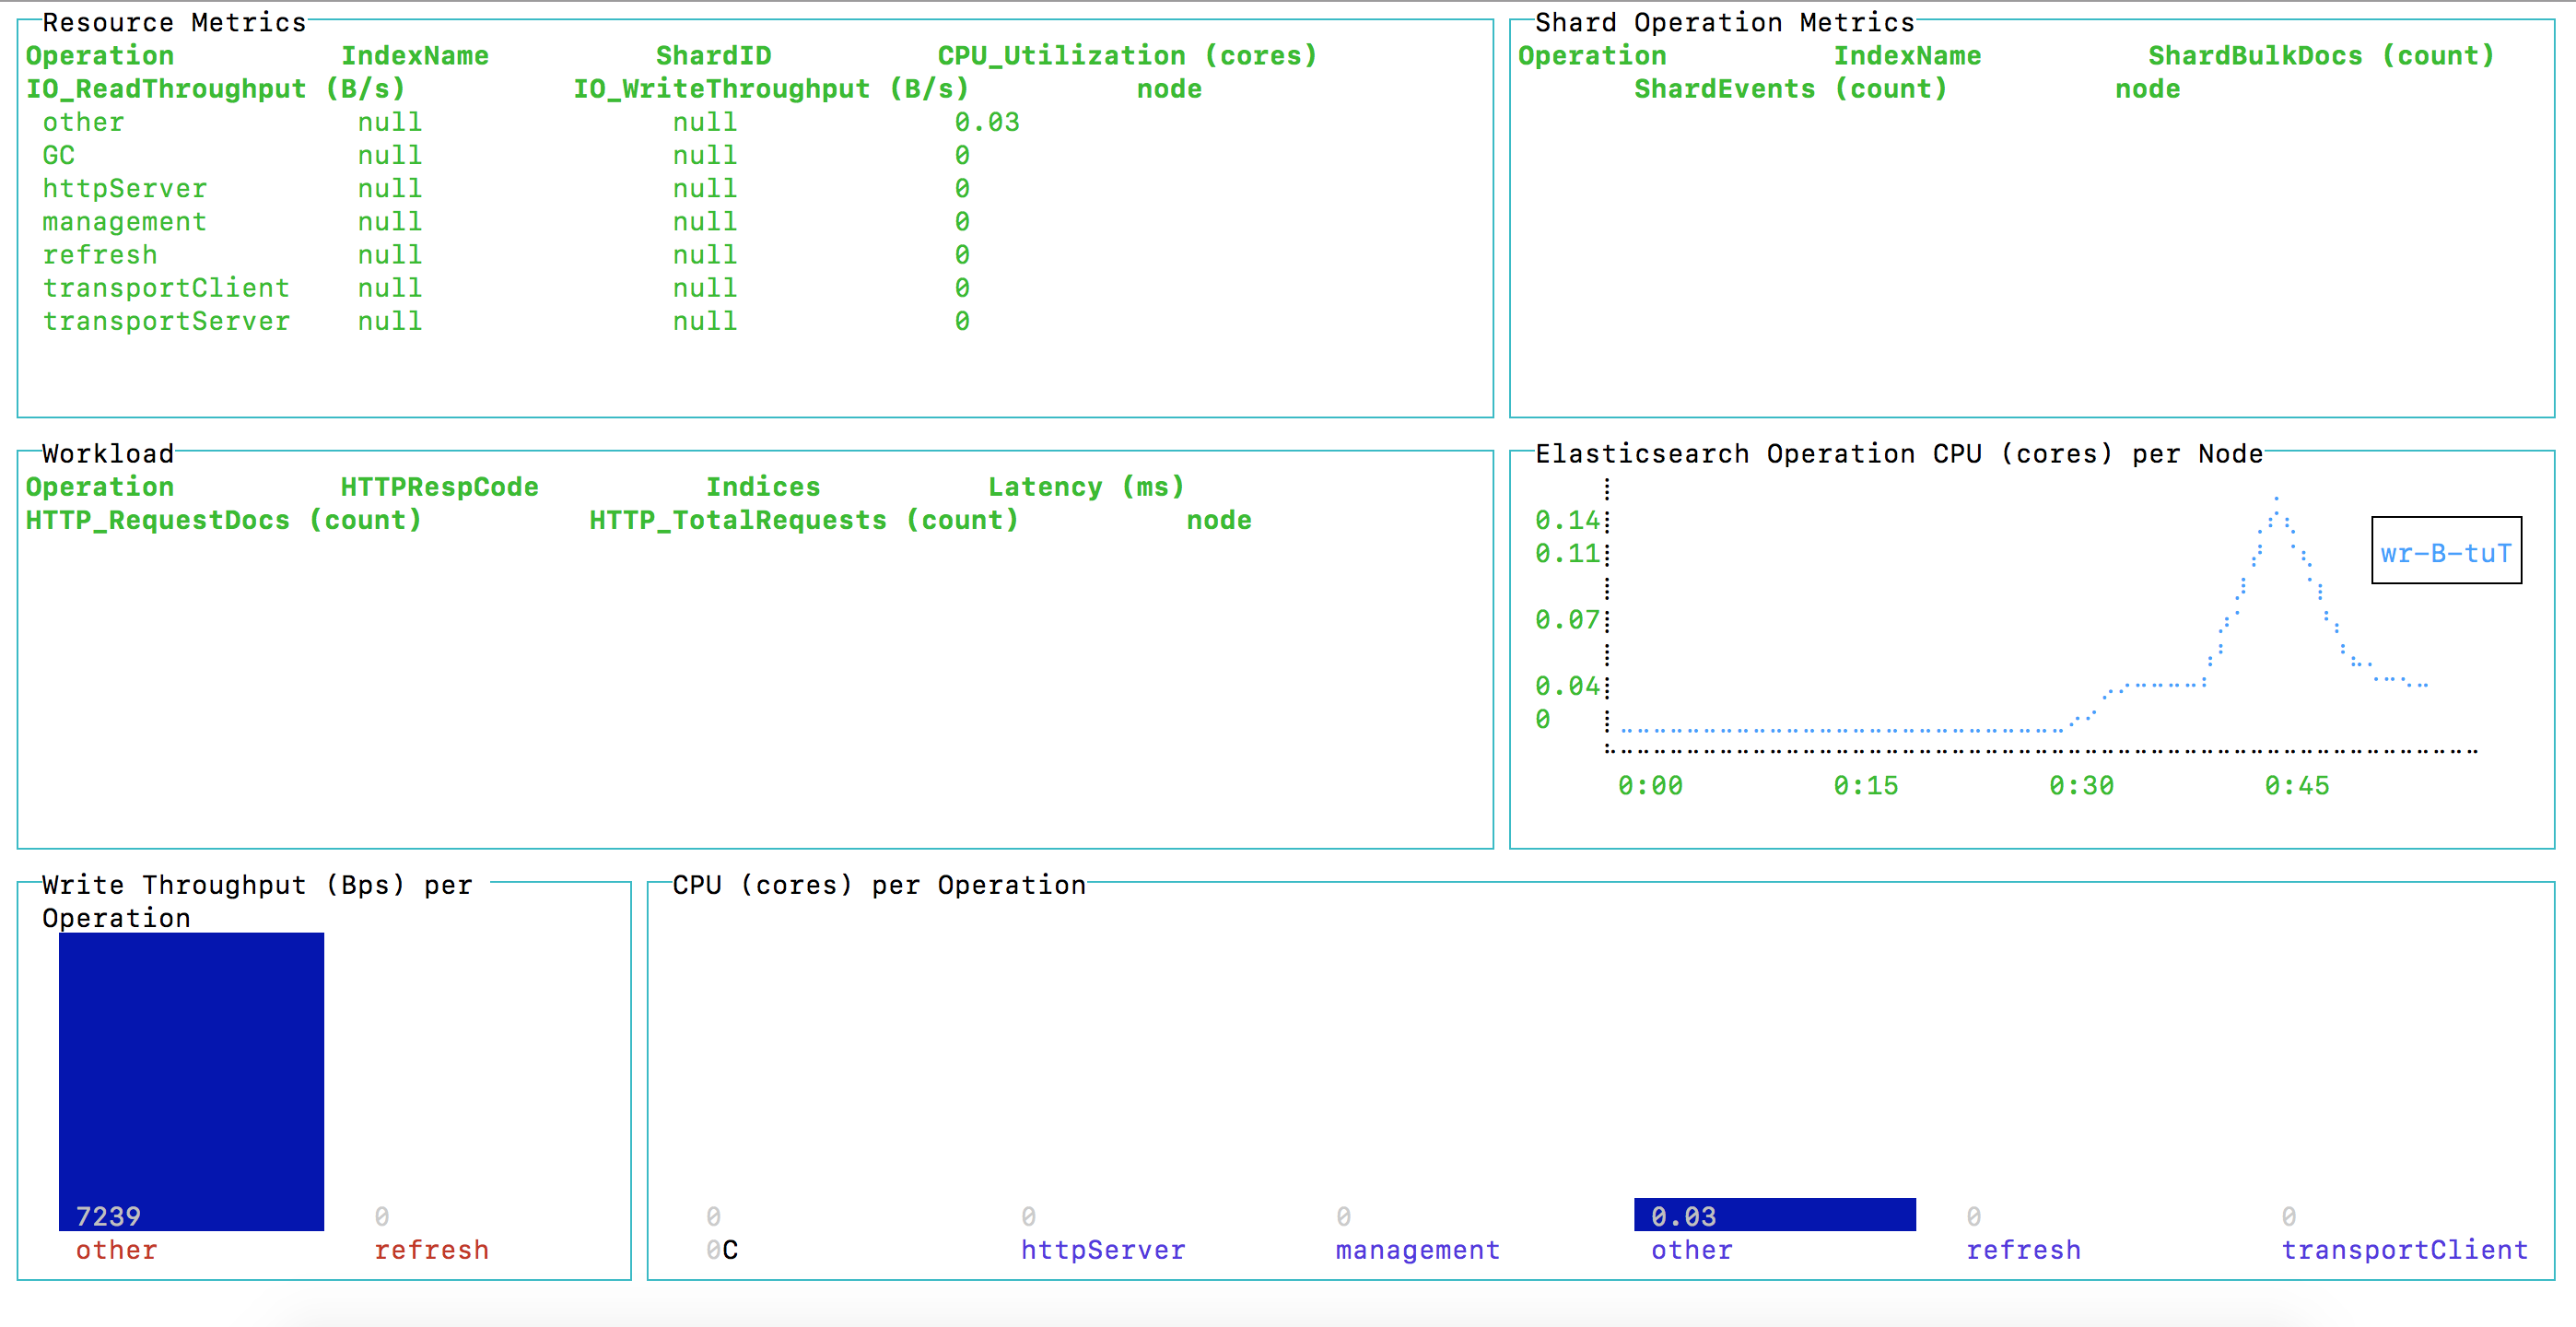 Resource Metrics
Operation IndexName ShardID CPU_Utilization (cores)
IO_ReadThroughput (B/s) IO_WriteThroughput (B/s) node
other null null 0.03
GC null null 0
httpServer null null 0
management null null 0
refresh null null 0
transportClient null null 0
transportServer null null 0
Shard Operation Metrics
Operation IndexName ShardBulkDocs (count)
ShardEvents (count) node
Workload
Operation HTTPRespCode Indices Latency (ms)
HTTP_RequestDocs (count) HTTP_TotalRequests (count) node
Elasticsearch Operation CPU (cores) per Node
0.14
0.11
0.07
0.04
0
wr-B-tuT
0:00 0:15 0:30 0:45
Write Throughput (Bps) per
Operation
7239 0
other refresh
CPU (cores) per Operation
0 0 0 0.03 0 0
0C httpServer management other refresh transportClient